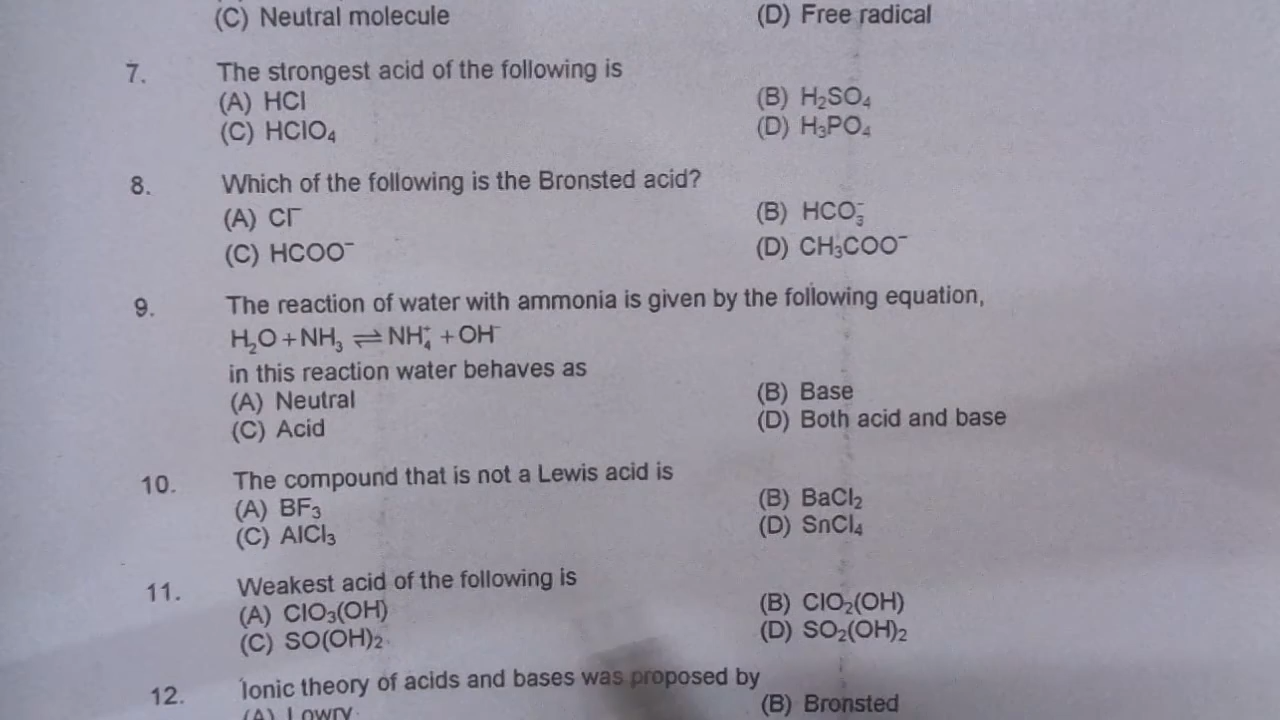 (C) Neutral molecule (D) Free radical
7. The strongest acid of the following is
(A) HCl (B) H₂SO₄
(C) HClO₄ (D) H₃PO₄
8. Which of the following is the Bronsted acid?
(A) Cl⁻ (B) HCO₃⁻
(C) HCOO⁻ (D) CH₃COO⁻
9. The reaction of water with ammonia is given by the following equation,
H₂O + NH₃ ⇌ NH₄⁺ + OH⁻
in this reaction water behaves as
(A) Neutral (B) Base
(C) Acid (D) Both acid and base
10. The compound that is not a Lewis acid is
(A) BF₃ (B) BaCl₂
(C) AlCl₃ (D) SnCl₄
11. Weakest acid of the following is
(A) ClO₃(OH) (B) ClO₂(OH)
(C) SO(OH)₂ (D) SO₂(OH)₂
12. Ionic theory of acids and bases was proposed by
(A) Lowry (B) Bronsted